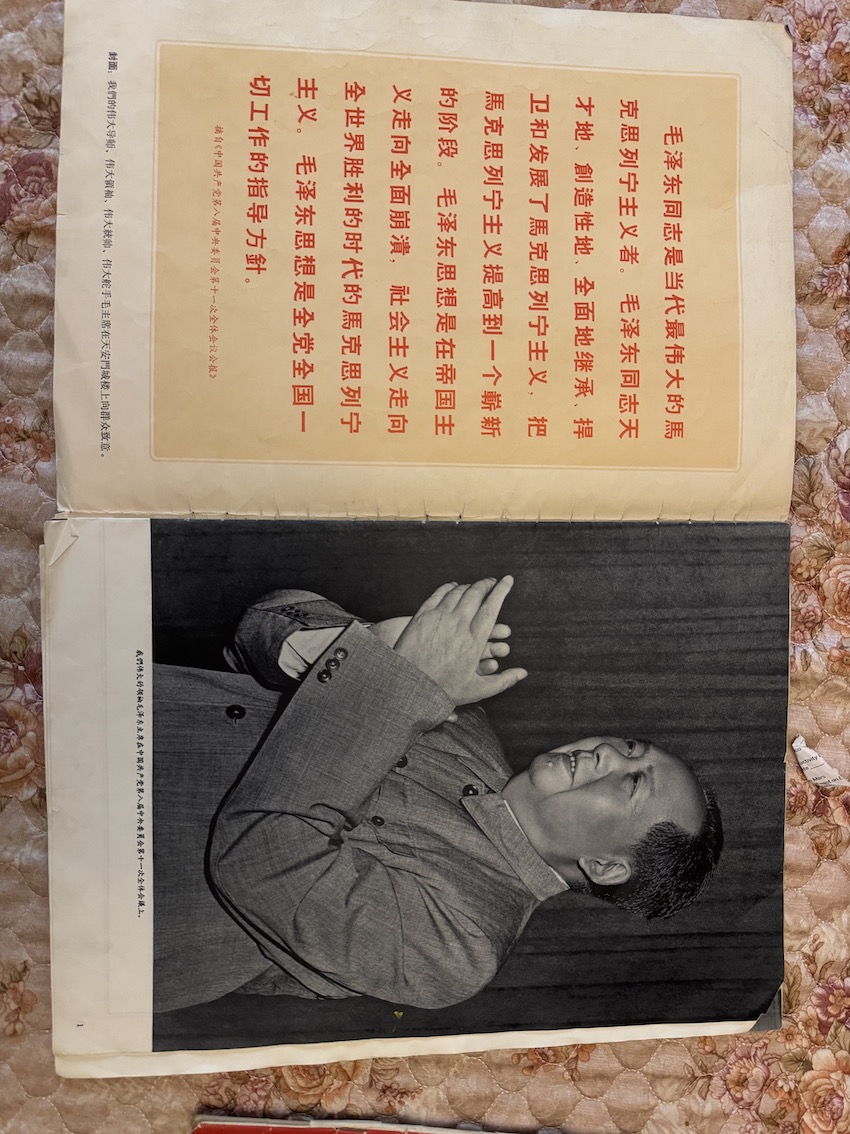 毛泽东同志是当代最伟大的馬
克思列宁主义者。毛泽东同志天
才地、創造性地、全面地继承、捍
卫和发展了馬克思列宁主义，把
馬克思列宁主义提高到一个嶄新
的阶段。毛泽东思想是在帝国主
义走向全面崩潰，社会主义走向
全世界胜利的时代的馬克思列宁
主义。毛泽东思想是全党全国一
切工作的指导方針。
摘自《中国共产党第八届中央委員会第十一次全体会议公报》
封面：我們的伟大导师、伟大領袖、伟大統帅、伟大舵手毛主席在天安門城楼上向群众致意。
我們伟大的領袖毛泽东主席在中国共产党第八届中央委員会第十一次全体会議上。
1